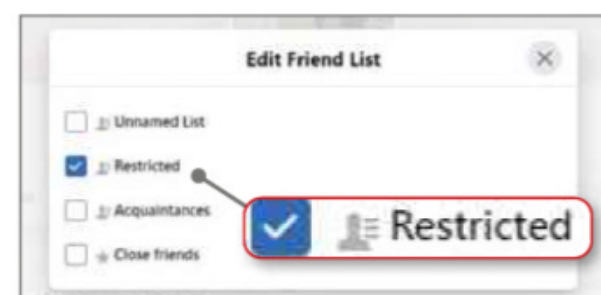 Edit Friend List
Unnamed List
Restricted
Acquaintances
Restricted
Close friends